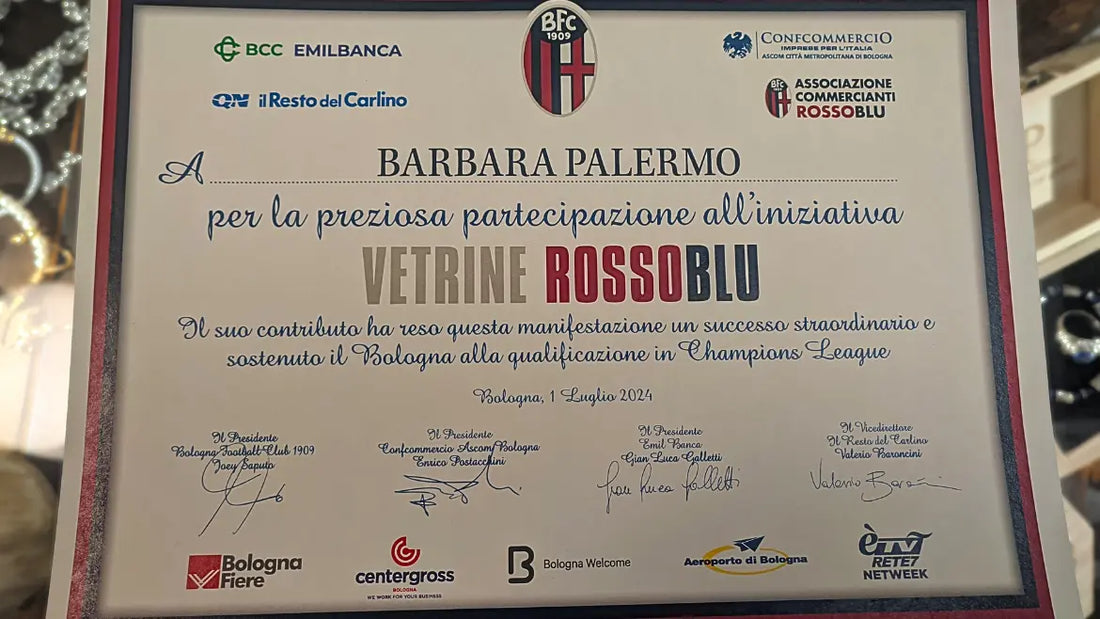 BCC EMILBANCA
QN il Resto del Carlino
BFC
1909
CONFCOMMERCIO
IMPRESE PER L'ITALIA
ASCOM CITTÀ METROPOLITANA DI BOLOGNA
ASSOCIAZIONE
COMMERCIANTI
ROSSOBLU
A BARBARA PALERMO
per la preziosa partecipazione all'iniziativa
VETRINE ROSSOBLU
Il suo contributo ha reso questa manifestazione un successo straordinario e
sostenuto il Bologna alla qualificazione in Champions League
Bologna, 1 Luglio 2024
Il Presidente
Bologna Football Club 1909
Joey Saputo
Il Presidente
Confcommercio Ascom Bologna
Enrico Postacchini
Il Presidente
Emil Banca
Gian Luca Galletti
Gian Luca Galletti
Il Vicedirettore
Il Resto del Carlino
Valerio Baroncini
Valerio Baroncini
Bologna
Fiere
centergross
BOLOGNA
WE WORK FOR YOUR BUSINESS
B
Bologna Welcome
Aeroporto di Bologna
èTV
RETE7
NETWEEK